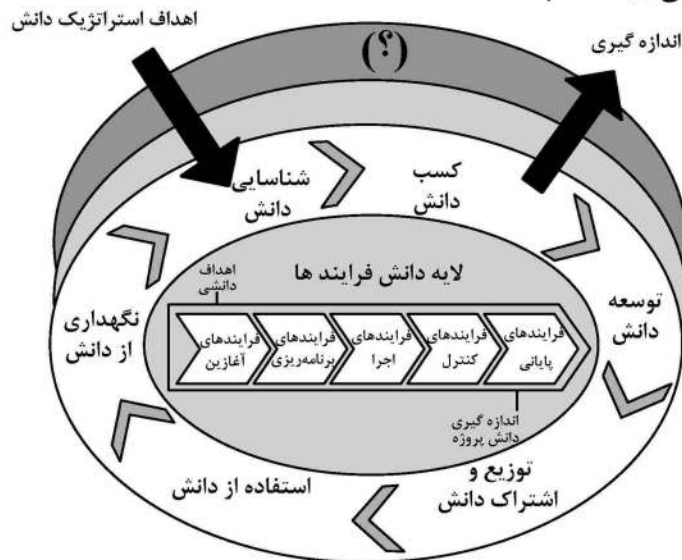 اهداف استراتژیک دانش
اندازه گیری
(؟)
شناسایی
دانش
کسب
دانش
توسعه
دانش
توزیع و
اشتراک دانش
استفاده از دانش
نگهداری
از دانش
لایه دانش فرایند ها
اهداف
دانشی
فرایندهای
آغازین
فرایندهای
برنامه‌ریزی
فرایندهای
اجرا
فرایندهای
کنترل
فرایندهای
پایانی
اندازه گیری
دانش پروژه